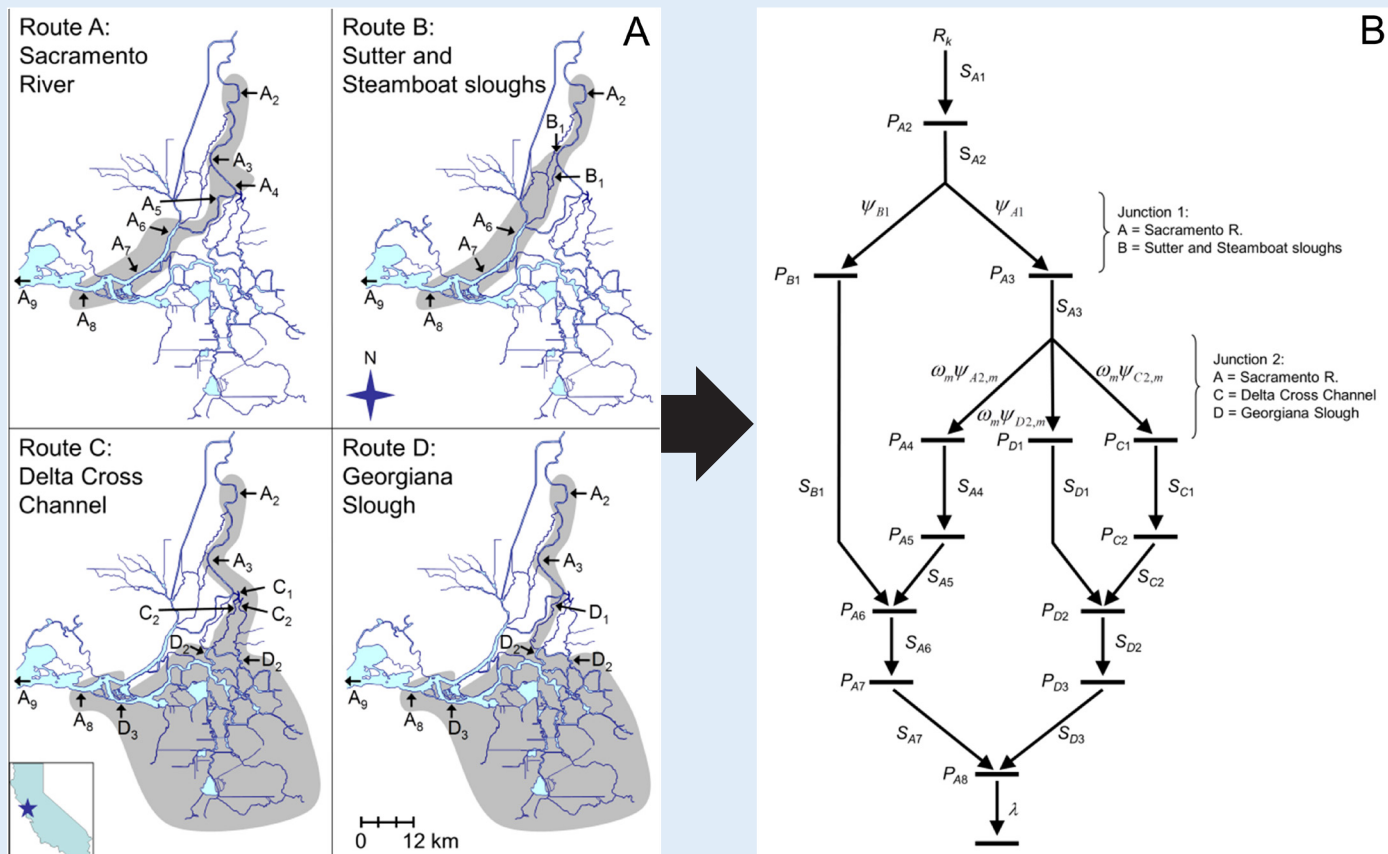 A
Route A:
Sacramento
River
A2
A3
A4
A5
A6
A7
A9
A8
Route B:
Sutter and
Steamboat sloughs
A2
B1
B1
A6
A7
A9
A8
N
Route C:
Delta Cross
Channel
A2
A3
C1
C2
C2
D2
D2
A9
A8
D3
Route D:
Georgiana
Slough
A2
A3
D1
D2
D2
A9
A8
D3
0 12 km
B
Rk
SA1
PA2
SA2
ψB1 ψA1
Junction 1:
A = Sacramento R.
B = Sutter and Steamboat sloughs
PB1 PA3
SA3
ωmψA2,m ωmψC2,m
ωmψD2,m
Junction 2:
A = Sacramento R.
C = Delta Cross Channel
D = Georgiana Slough
PA4 PD1 PC1
SB1 SA4 SD1 SC1
PA5 PC2
SA5 SC2
PA6 PD2
SA6 SD2
PA7 PD3
SA7 SD3
PA8
λ